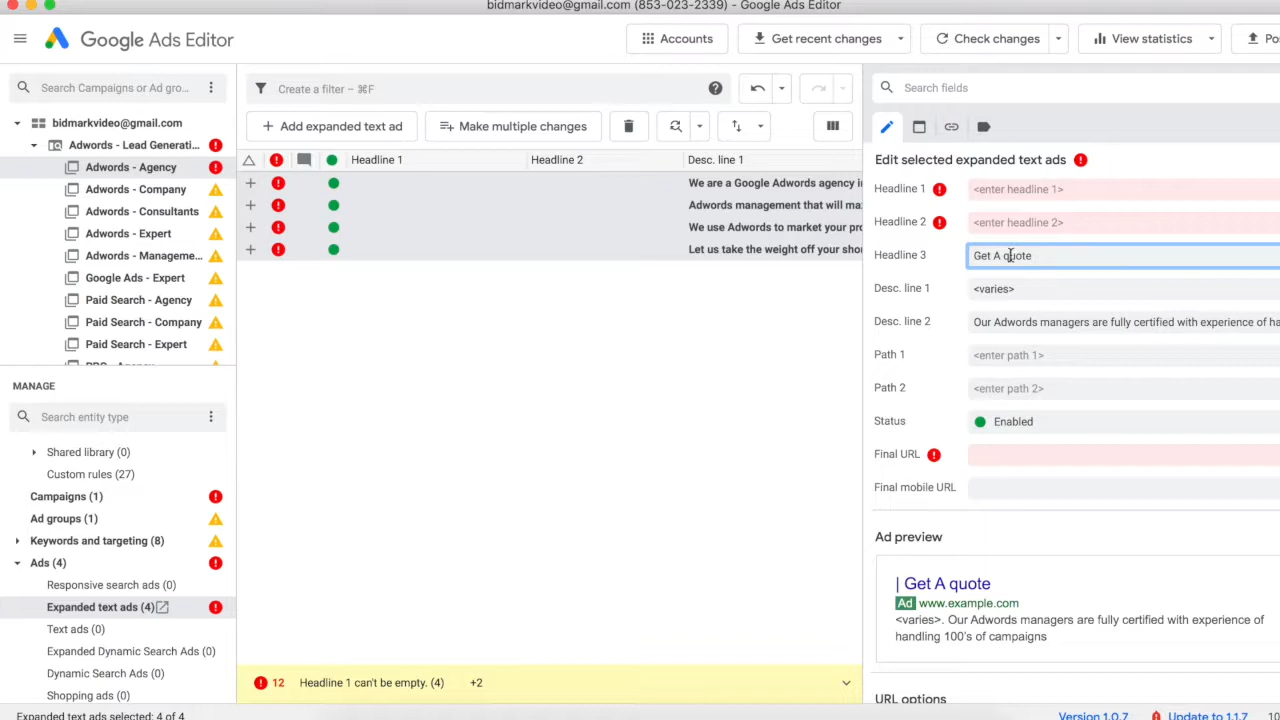 bidmarkvideo@gmail.com (853-023-2339) - Google Ads Editor
Google Ads Editor
Accounts
Get recent changes
Check changes
View statistics
Po
Search Campaigns or Ad gro...
Create a filter – ⌘F
Search fields
bidmarkvideo@gmail.com
Add expanded text ad
Make multiple changes
Adwords - Lead Generati...
Adwords - Agency
Adwords - Company
Adwords - Consultants
Adwords - Expert
Adwords - Manageme...
Google Ads - Expert
Paid Search - Agency
Paid Search - Company
Paid Search - Expert
Headline 1
Headline 2
Desc. line 1
We are a Google Adwords agency i
Adwords management that will ma
We use Adwords to market your pro
Let us take the weight off your shou
Edit selected expanded text ads
Headline 1
<enter headline 1>
Headline 2
<enter headline 2>
Headline 3
Get A quote
Desc. line 1
<varies>
Desc. line 2
Our Adwords managers are fully certified with experience of ha
Path 1
<enter path 1>
Path 2
<enter path 2>
Status
Enabled
Final URL
Final mobile URL
MANAGE
Search entity type
Shared library (0)
Custom rules (27)
Campaigns (1)
Ad groups (1)
Keywords and targeting (8)
Ads (4)
Responsive search ads (0)
Expanded text ads (4)
Text ads (0)
Expanded Dynamic Search Ads (0)
Dynamic Search Ads (0)
Shopping ads (0)
Ad preview
| Get A quote
Ad www.example.com
<varies>. Our Adwords managers are fully certified with experience of
handling 100's of campaigns
12 Headline 1 can't be empty. (4) +2
URL options
Expanded text ads selected: 4 of 4
Version 1.0.7
Update to 1.1.7
10